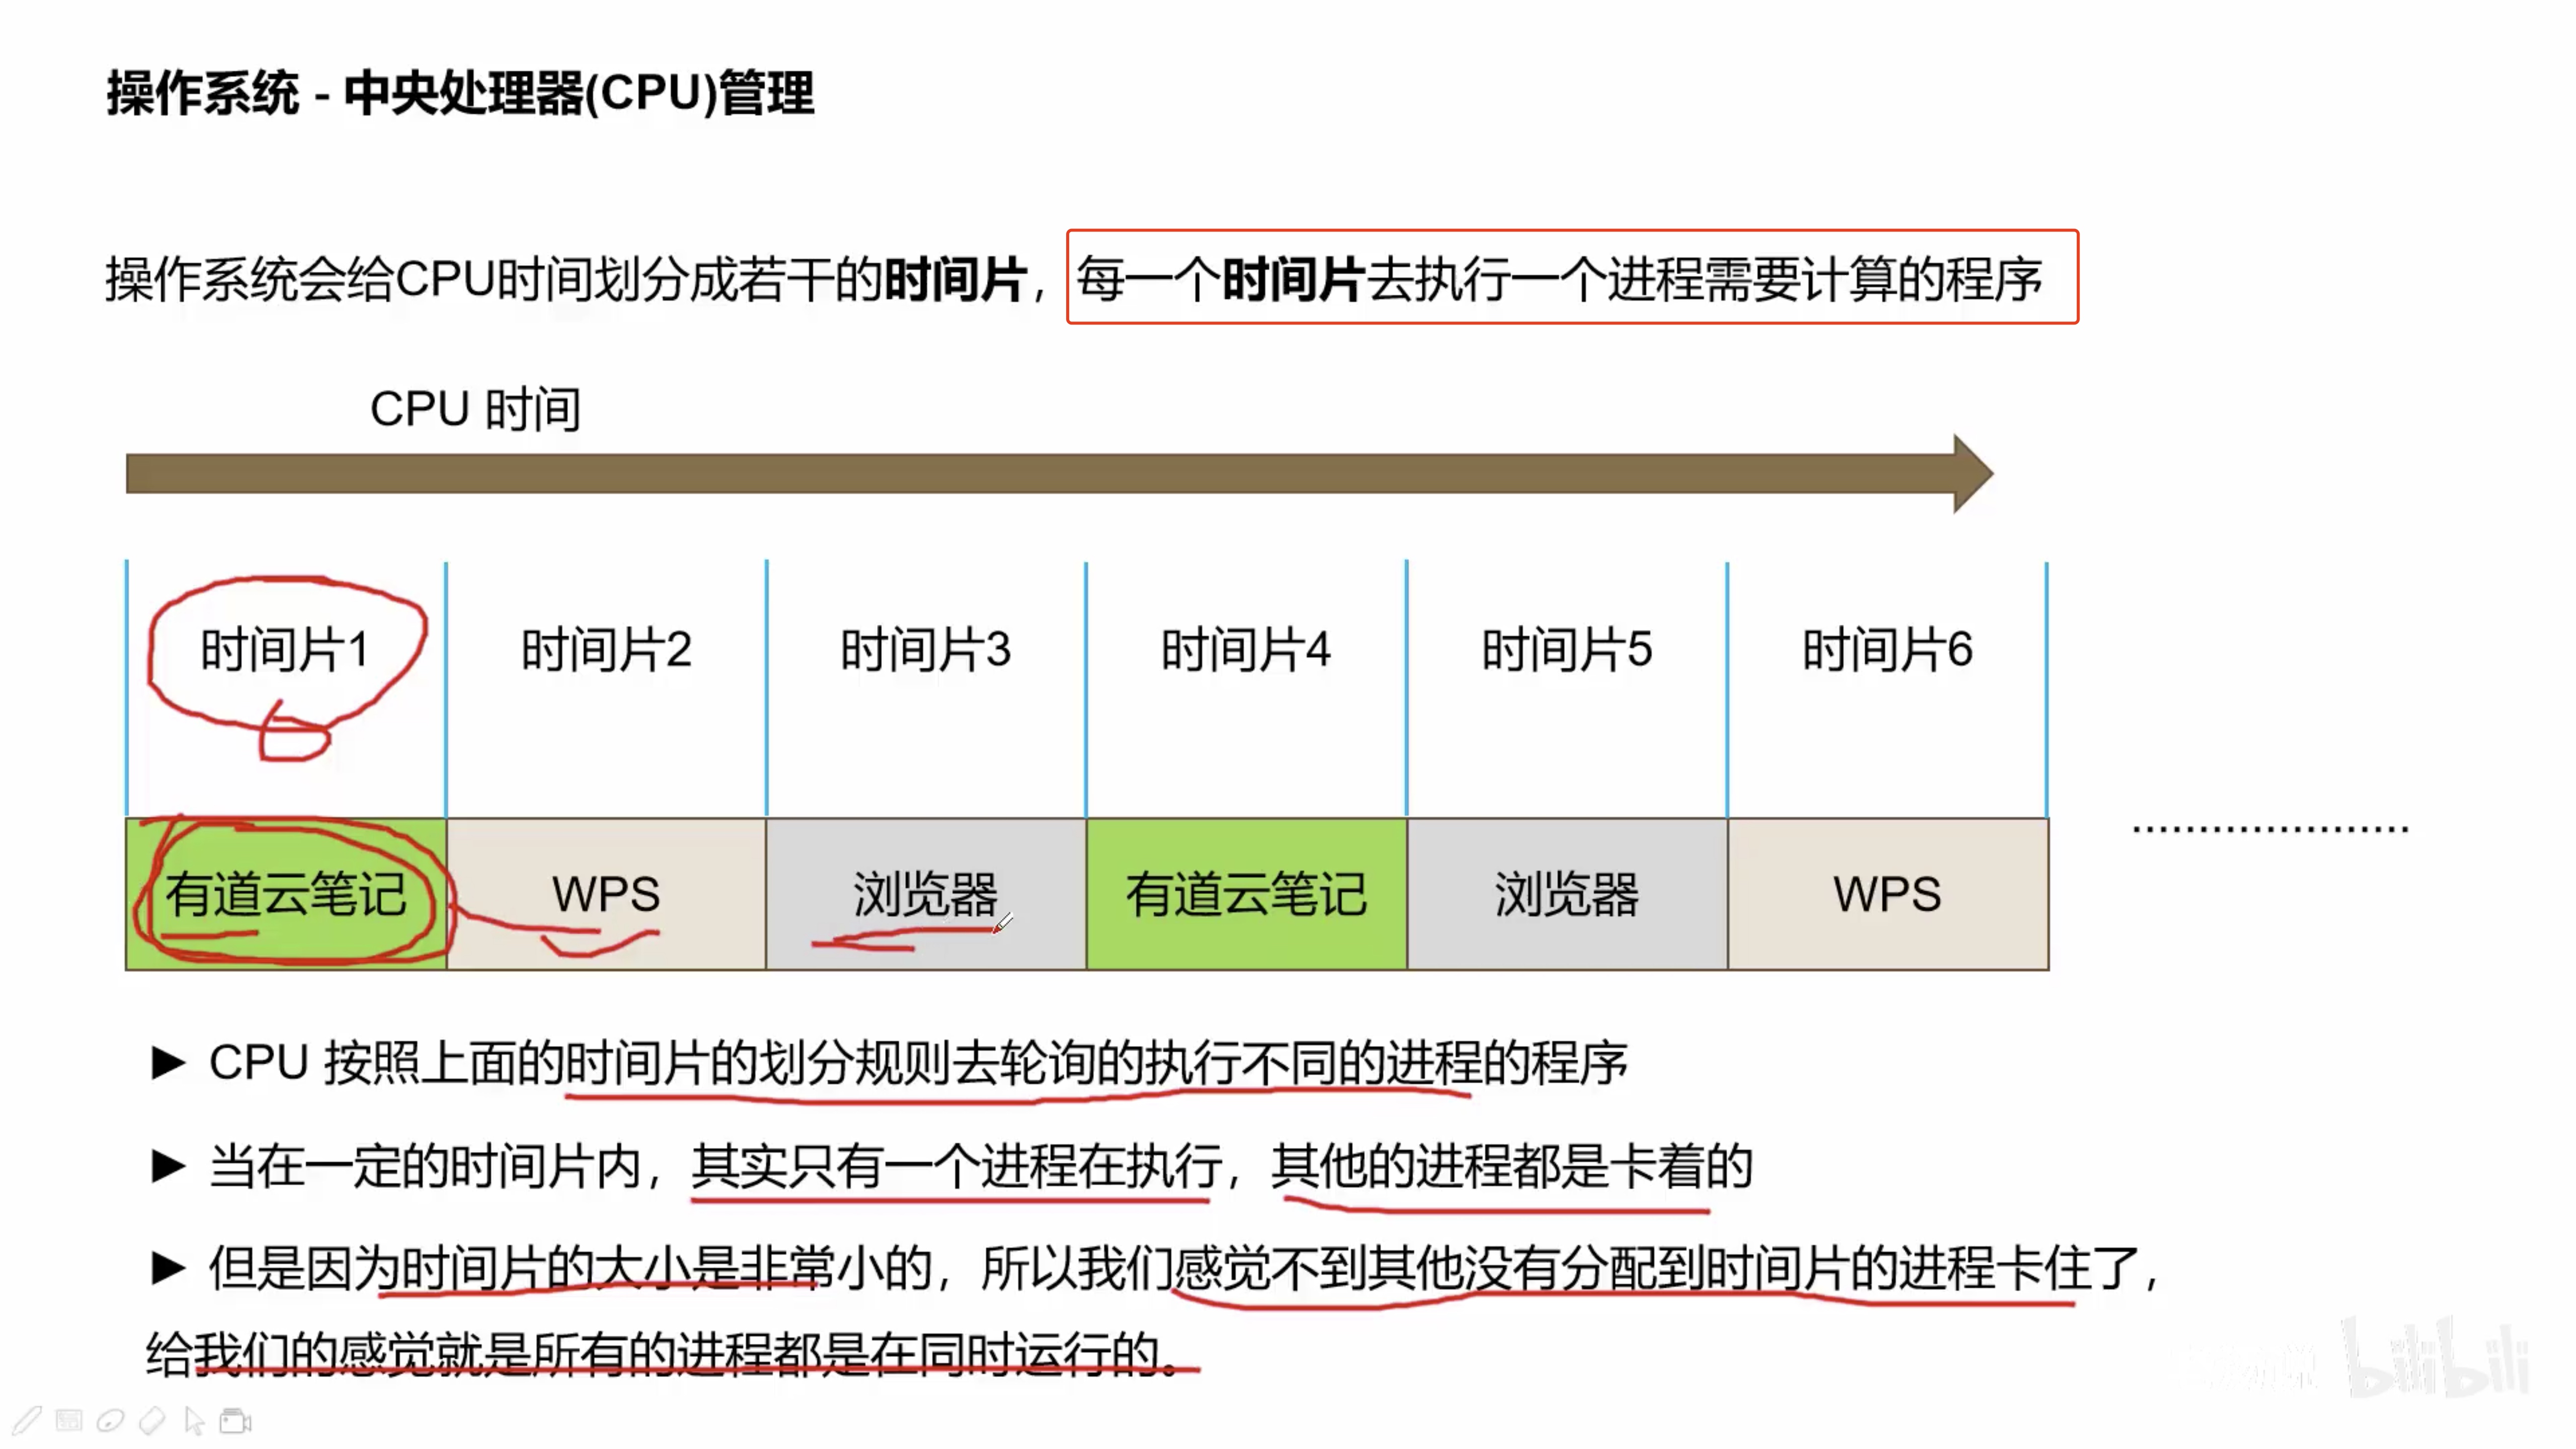 操作系统 - 中央处理器(CPU)管理
操作系统会给CPU时间划分成若干的时间片，每一个时间片去执行一个进程需要计算的程序
CPU 时间
时间片1 时间片2 时间片3 时间片4 时间片5 时间片6
有道云笔记 WPS 浏览器 有道云笔记 浏览器 WPS
....................
► CPU 按照上面的时间片的划分规则去轮询的执行不同的进程的程序
► 当在一定的时间片内，其实只有一个进程在执行，其他的进程都是卡着的
► 但是因为时间片的大小是非常小的，所以我们感觉不到其他没有分配到时间片的进程卡住了，
给我们的感觉就是所有的进程都是在同时运行的。
bilibili